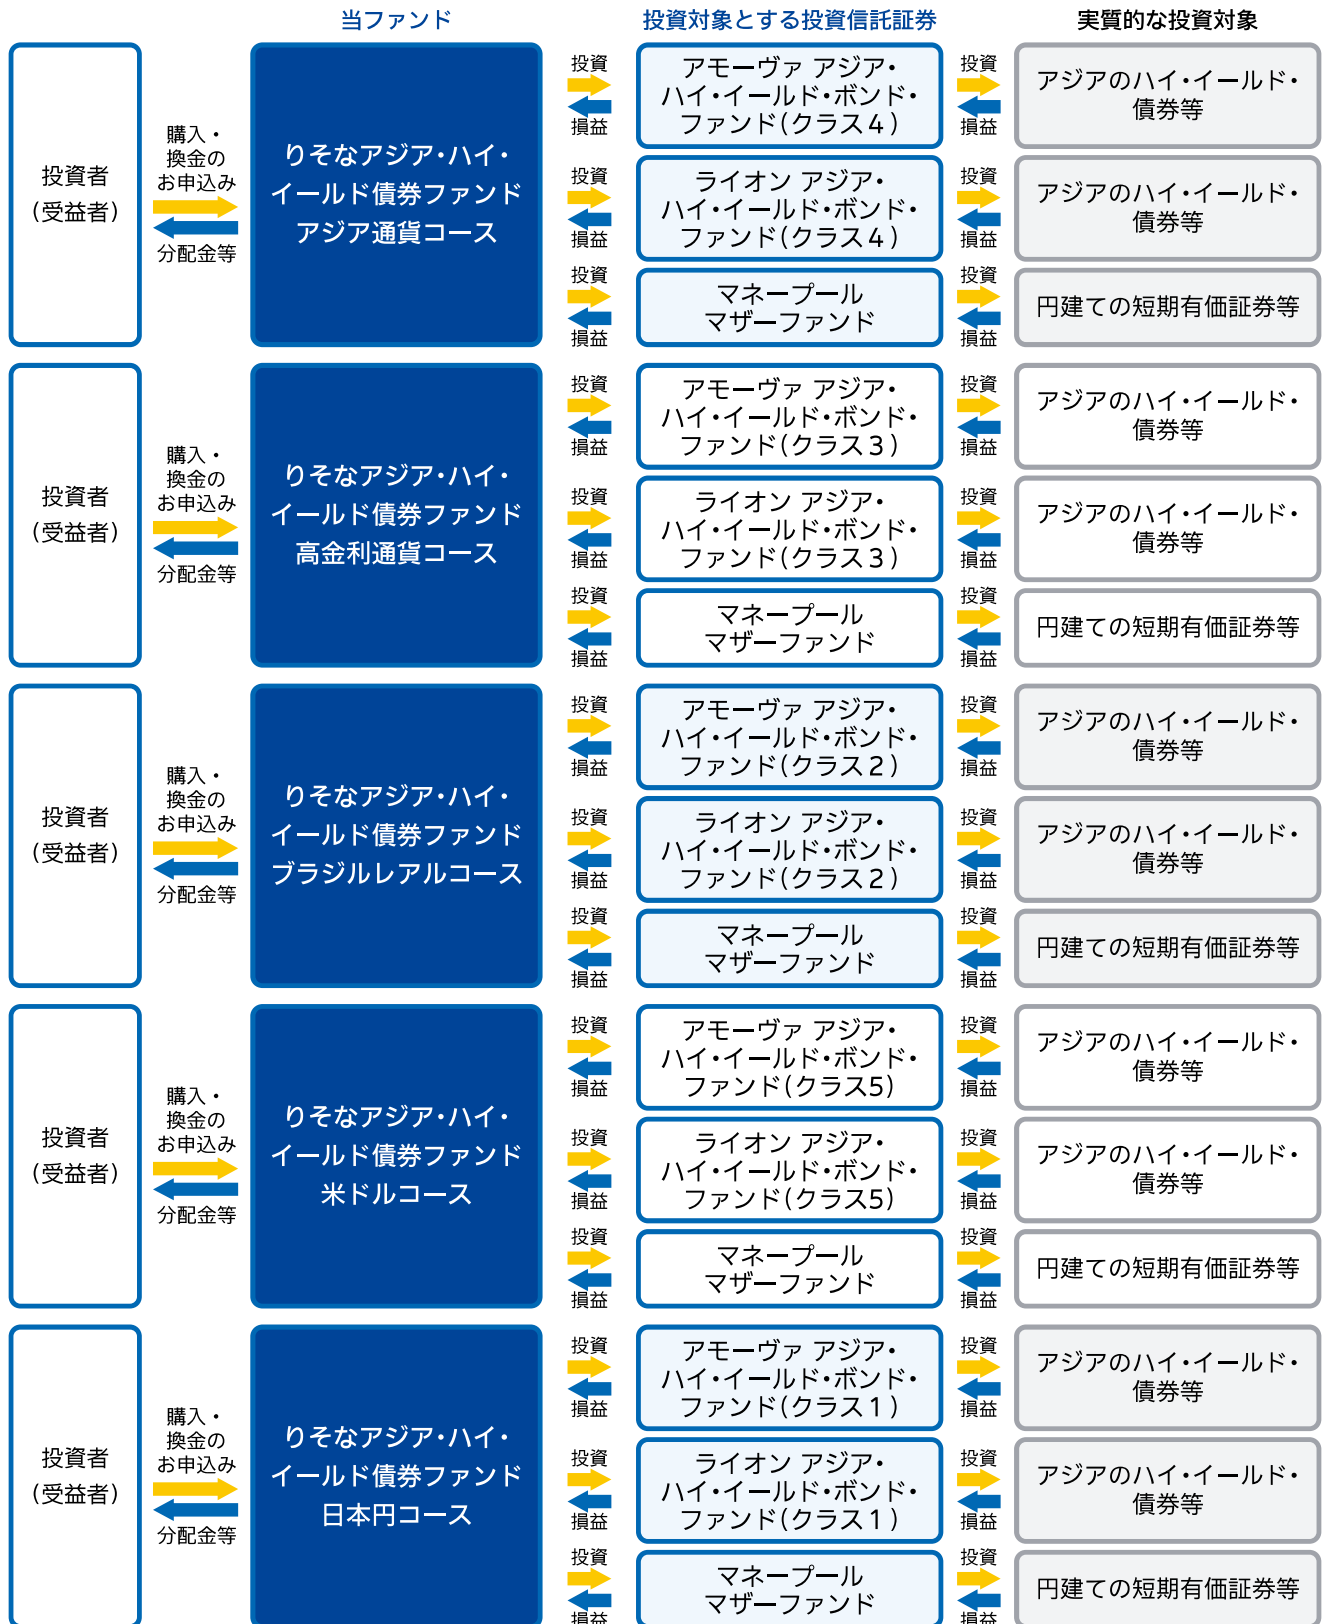 当ファンド
投資対象とする投資信託証券
実質的な投資対象
投資者
（受益者）
購入・
換金の
お申込み
分配金等
りそなアジア・ハイ・
イールド債券ファンド
アジア通貨コース
投資
損益
アモーヴァ アジア・
ハイ・イールド・ボンド・
ファンド（クラス４）
投資
損益
アジアのハイ・イールド・
債券等
投資
損益
ライオン アジア・
ハイ・イールド・ボンド・
ファンド（クラス４）
投資
損益
アジアのハイ・イールド・
債券等
投資
損益
マネープール
マザーファンド
投資
損益
円建ての短期有価証券等
投資者
（受益者）
購入・
換金の
お申込み
分配金等
りそなアジア・ハイ・
イールド債券ファンド
高金利通貨コース
投資
損益
アモーヴァ アジア・
ハイ・イールド・ボンド・
ファンド（クラス３）
投資
損益
アジアのハイ・イールド・
債券等
投資
損益
ライオン アジア・
ハイ・イールド・ボンド・
ファンド（クラス３）
投資
損益
アジアのハイ・イールド・
債券等
投資
損益
マネープール
マザーファンド
投資
損益
円建ての短期有価証券等
投資者
（受益者）
購入・
換金の
お申込み
分配金等
りそなアジア・ハイ・
イールド債券ファンド
ブラジルレアルコース
投資
損益
アモーヴァ アジア・
ハイ・イールド・ボンド・
ファンド（クラス２）
投資
損益
アジアのハイ・イールド・
債券等
投資
損益
ライオン アジア・
ハイ・イールド・ボンド・
ファンド（クラス２）
投資
損益
アジアのハイ・イールド・
債券等
投資
損益
マネープール
マザーファンド
投資
損益
円建ての短期有価証券等
投資者
（受益者）
購入・
換金の
お申込み
分配金等
りそなアジア・ハイ・
イールド債券ファンド
米ドルコース
投資
損益
アモーヴァ アジア・
ハイ・イールド・ボンド・
ファンド（クラス5）
投資
損益
アジアのハイ・イールド・
債券等
投資
損益
ライオン アジア・
ハイ・イールド・ボンド・
ファンド（クラス5）
投資
損益
アジアのハイ・イールド・
債券等
投資
損益
マネープール
マザーファンド
投資
損益
円建ての短期有価証券等
投資者
（受益者）
購入・
換金の
お申込み
分配金等
りそなアジア・ハイ・
イールド債券ファンド
日本円コース
投資
損益
アモーヴァ アジア・
ハイ・イールド・ボンド・
ファンド（クラス１）
投資
損益
アジアのハイ・イールド・
債券等
投資
損益
ライオン アジア・
ハイ・イールド・ボンド・
ファンド（クラス１）
投資
損益
アジアのハイ・イールド・
債券等
投資
損益
マネープール
マザーファンド
投資
損益
円建ての短期有価証券等